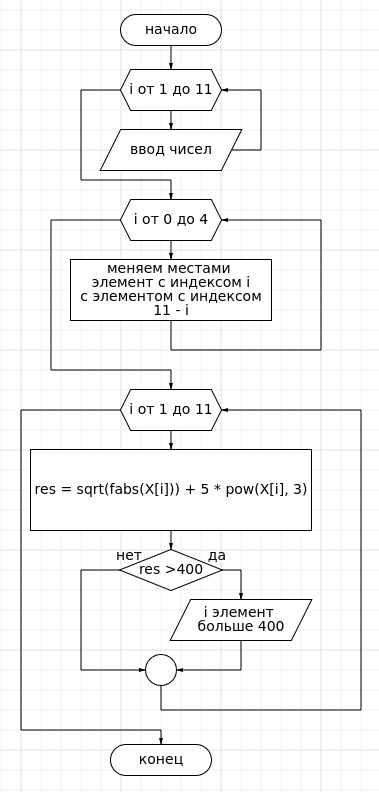 начало
i от 1 до 11
ввод чисел
i от 0 до 4
меняем местами
элемент с индексом i
с элементом с индексом
11 - i
i от 1 до 11
res = sqrt(fabs(X[i])) + 5 * pow(X[i], 3)
нет
да
res >400
i элемент
больше 400
конец